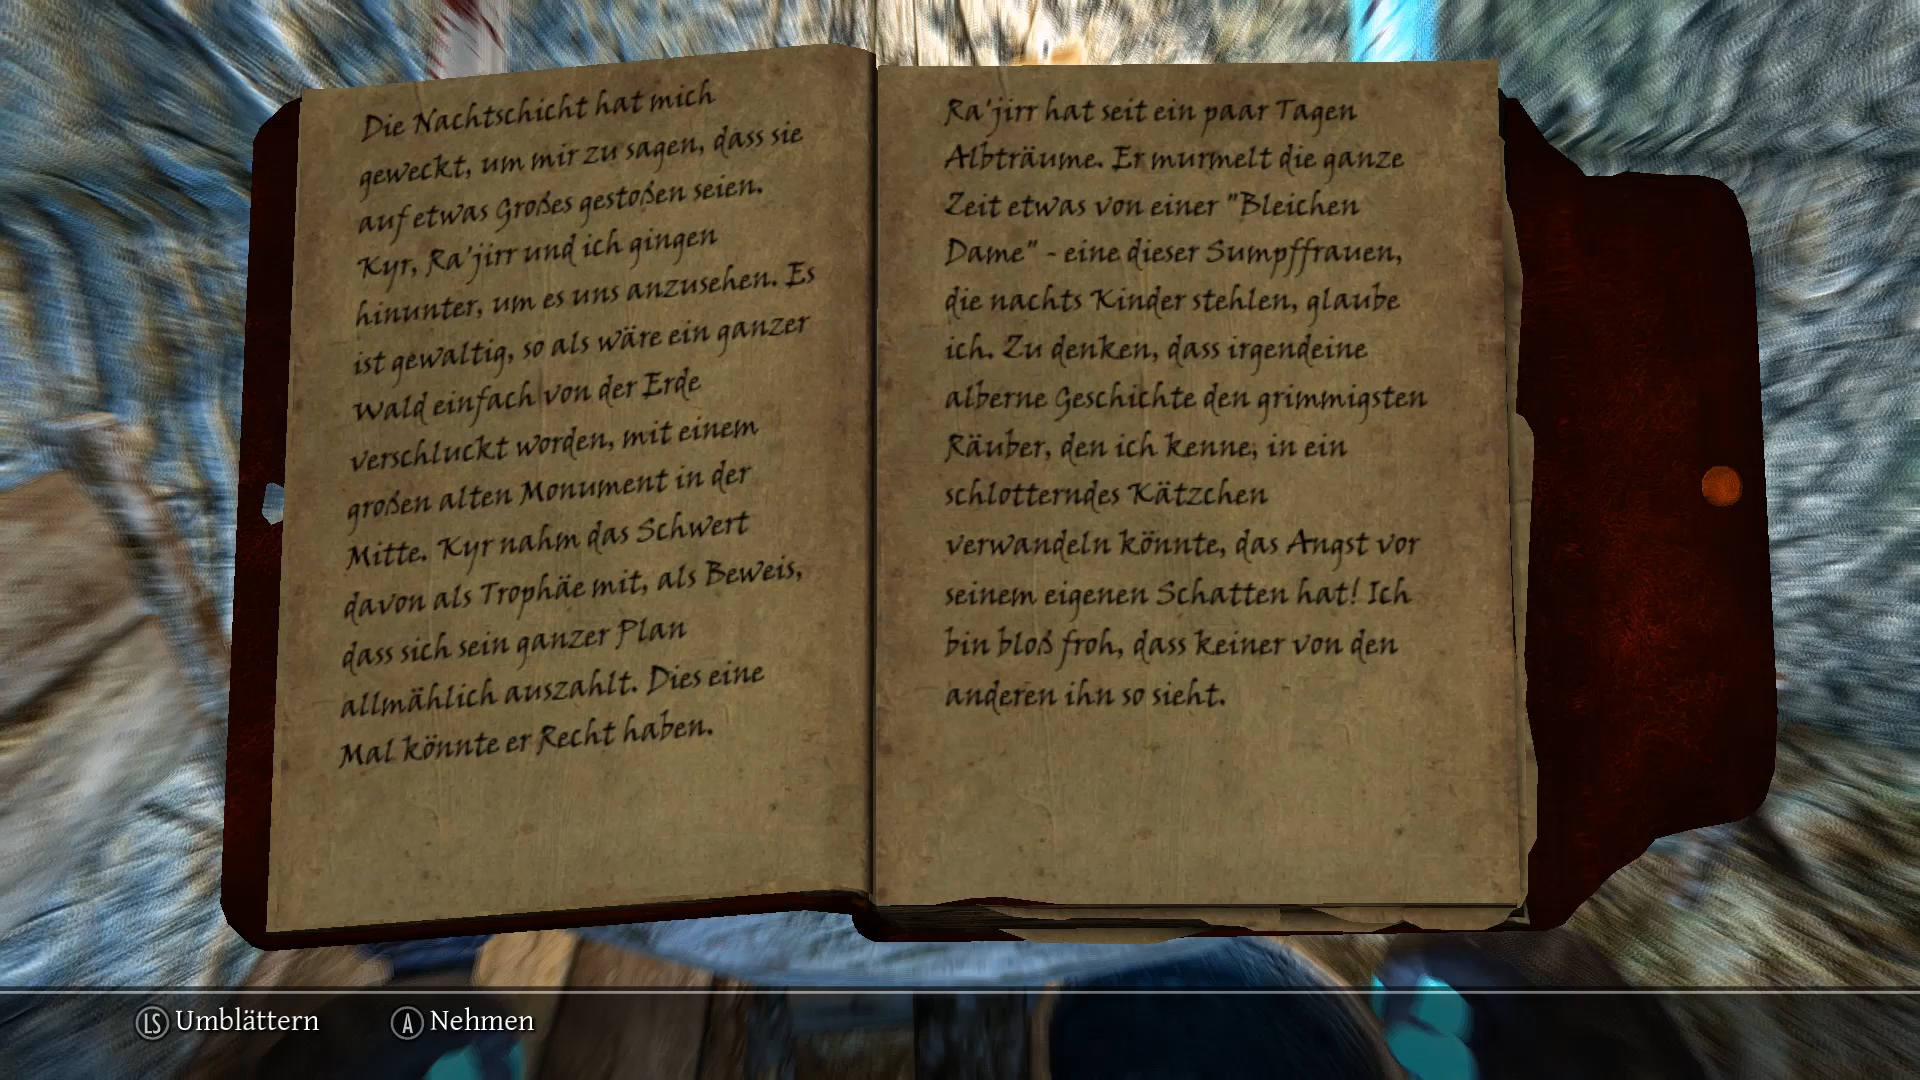 Die Nachtschicht hat mich
geweckt, um mir zu sagen, dass sie
auf etwas Großes gestoßen seien.
Kyr, Ra'jirr und ich gingen
hinunter, um es uns anzusehen. Es
ist gewaltig, so als wäre ein ganzer
Wald einfach von der Erde
verschluckt worden, mit einem
großen alten Monument in der
Mitte. Kyr nahm das Schwert
davon als Trophäe mit, als Beweis,
dass sich sein ganzer Plan
allmählich auszahlt. Dies eine
Mal könnte er Recht haben.
Ra'jirr hat seit ein paar Tagen
Albträume. Er murmelt die ganze
Zeit etwas von einer "Bleichen
Dame" - eine dieser Sumpffrauen,
die nachts Kinder stehlen, glaube
ich. Zu denken, dass irgendeine
alberne Geschichte den grimmigsten
Räuber, den ich kenne, in ein
schlotterndes Kätzchen
verwandeln könnte, das Angst vor
seinem eigenen Schatten hat! Ich
bin bloß froh, dass keiner von den
anderen ihn so sieht.
LS Umblättern A Nehmen